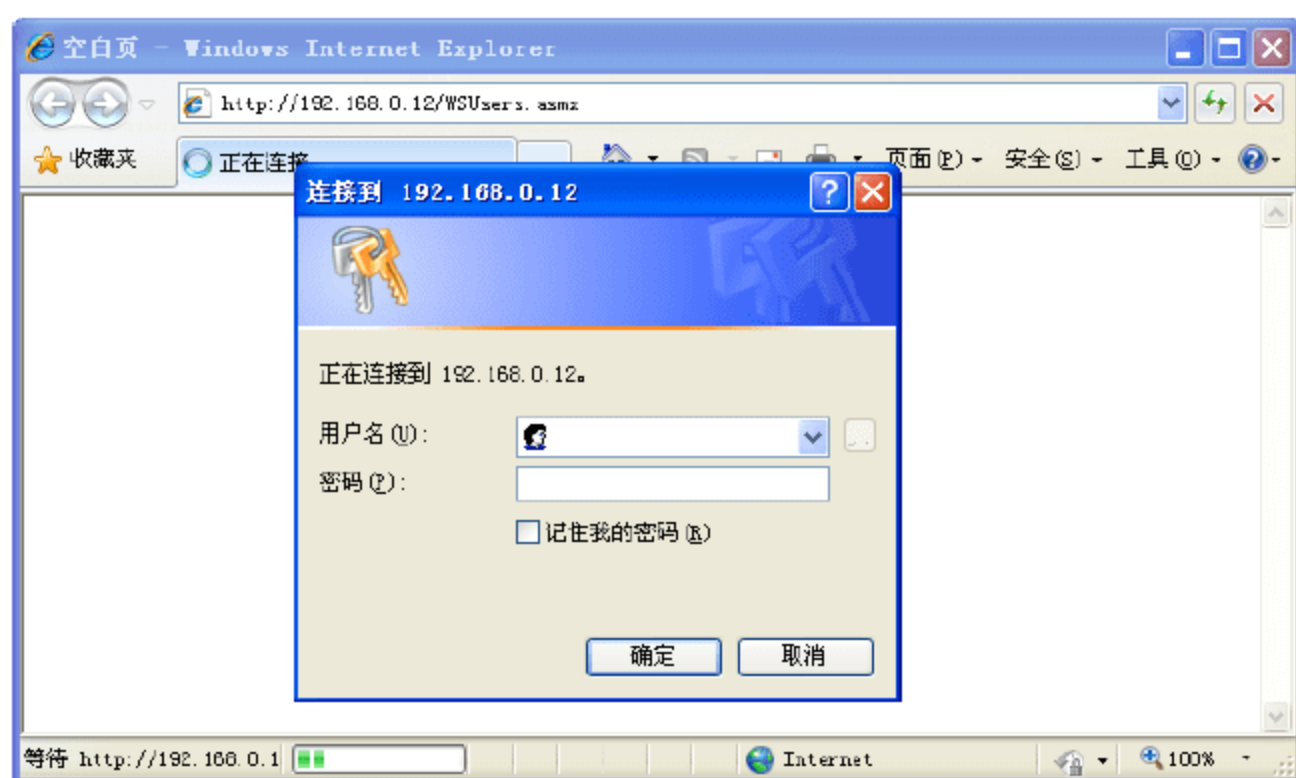 空白页 - Windows Internet Explorer
http://192.168.0.12/WSUsers.asmx
收藏夹
正在连接
页面(P)
安全(S)
工具(O)
连接到 192.168.0.12
正在连接到 192.168.0.12。
用户名(U):
密码(P):
记住我的密码(R)
确定
取消
等待 http://192.168.0.1
Internet
100%